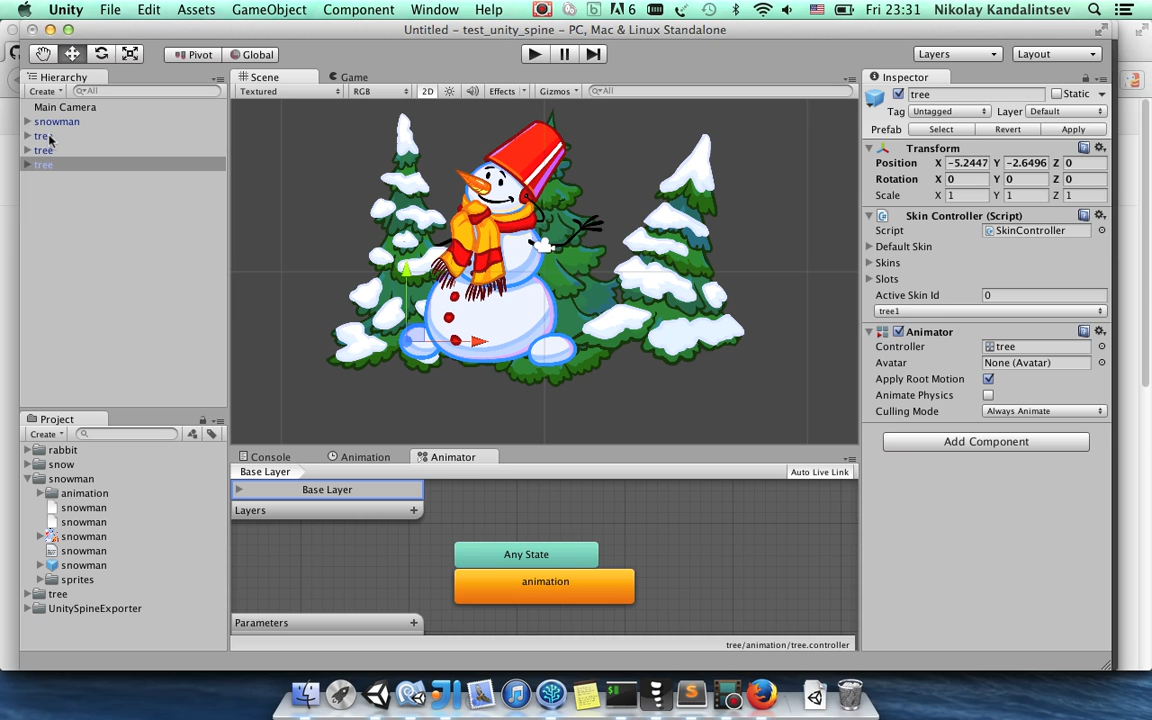 Unity File Edit Assets GameObject Component Window Help A 6 Fri 23:31 Nikolay Kandalintsev
Untitled - test_unity_spine - PC, Mac & Linux Standalone
Pivot Global Layers Layout
Hierarchy
Create All
Main Camera
snowman
tree
tree
tree
Scene Game
Textured RGB 2D Effects Gizmos All
Inspector
tree Static
Tag Untagged Layer Default
Prefab Select Revert Apply
Transform
Position X -5.2447 Y -2.6496 Z 0
Rotation X 0 Y 0 Z 0
Scale X 1 Y 1 Z 1
Skin Controller (Script)
Script SkinController
Default Skin
Skins
Slots
Active Skin Id 0
tree1
Animator
Controller tree
Avatar None (Avatar)
Apply Root Motion
Animate Physics
Culling Mode Always Animate
Add Component
Project
Create
rabbit
snow
snowman
animation
snowman
snowman
snowman
snowman
snowman
sprites
tree
UnitySpineExporter
Console Animation Animator
Base Layer Auto Live Link
Base Layer
Layers
Any State
animation
Parameters
tree/animation/tree.controller